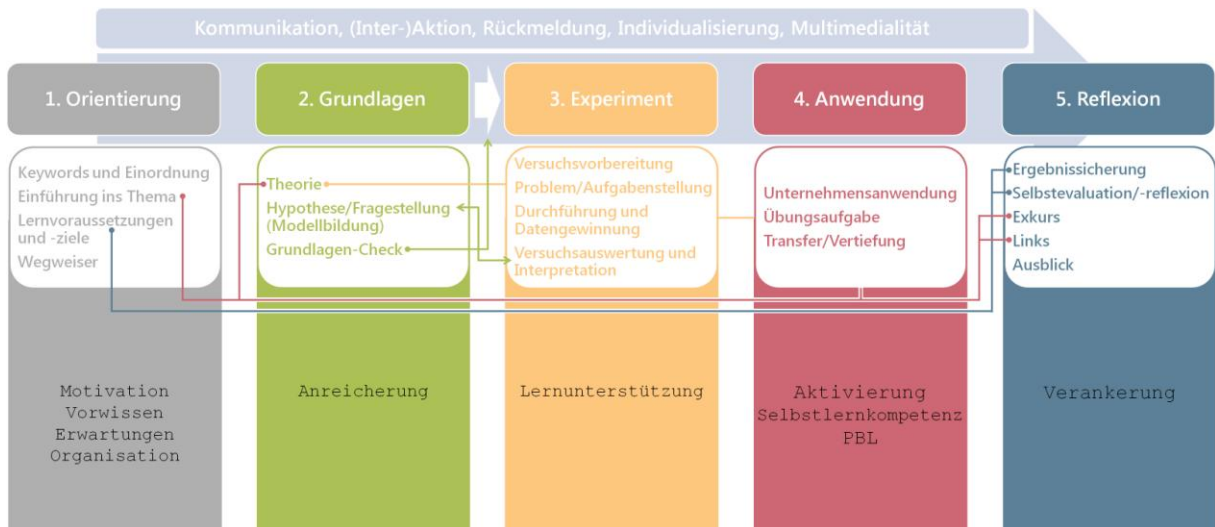 Kommunikation, (Inter-)Aktion, Rückmeldung, Individualisierung, Multimedialität
1. Orientierung
2. Grundlagen
3. Experiment
4. Anwendung
5. Reflexion
Keywords und Einordnung
Einführung ins Thema
Lernvoraussetzungen
und -ziele
Wegweiser
Theorie
Hypothese/Fragestellung
(Modellbildung)
Grundlagen-Check
Versuchsvorbereitung
Problem/Aufgabenstellung
Durchführung und
Datengewinnung
Versuchsauswertung und
Interpretation
Unternehmensanwendung
Übungsaufgabe
Transfer/Vertiefung
Ergebnissicherung
Selbstevaluation/-reflexion
Exkurs
Links
Ausblick
Motivation
Vorwissen
Erwartungen
Organisation
Anreicherung
Lernunterstützung
Aktivierung
Selbstlernkompetenz
PBL
Verankerung